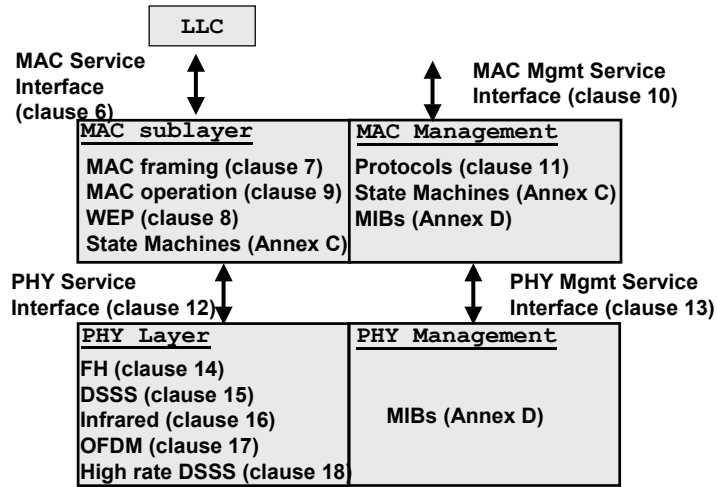 LLC
MAC Service
Interface
(clause 6)
MAC Mgmt Service
Interface (clause 10)
MAC sublayer
MAC framing (clause 7)
MAC operation (clause 9)
WEP (clause 8)
State Machines (Annex C)
MAC Management
Protocols (clause 11)
State Machines (Annex C)
MIBs (Annex D)
PHY Service
Interface (clause 12)
PHY Mgmt Service
Interface (clause 13)
PHY Layer
FH (clause 14)
DSSS (clause 15)
Infrared (clause 16)
OFDM (clause 17)
High rate DSSS (clause 18)
PHY Management
MIBs (Annex D)